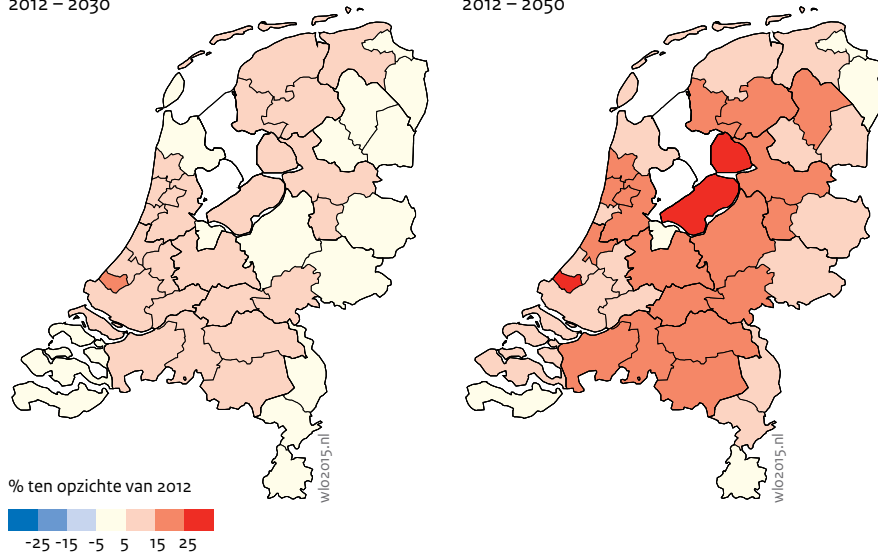 2012 – 2030
2012 – 2050
wlo2015.nl
wlo2015.nl
% ten opzichte van 2012
-25 -15 -5 5 15 25